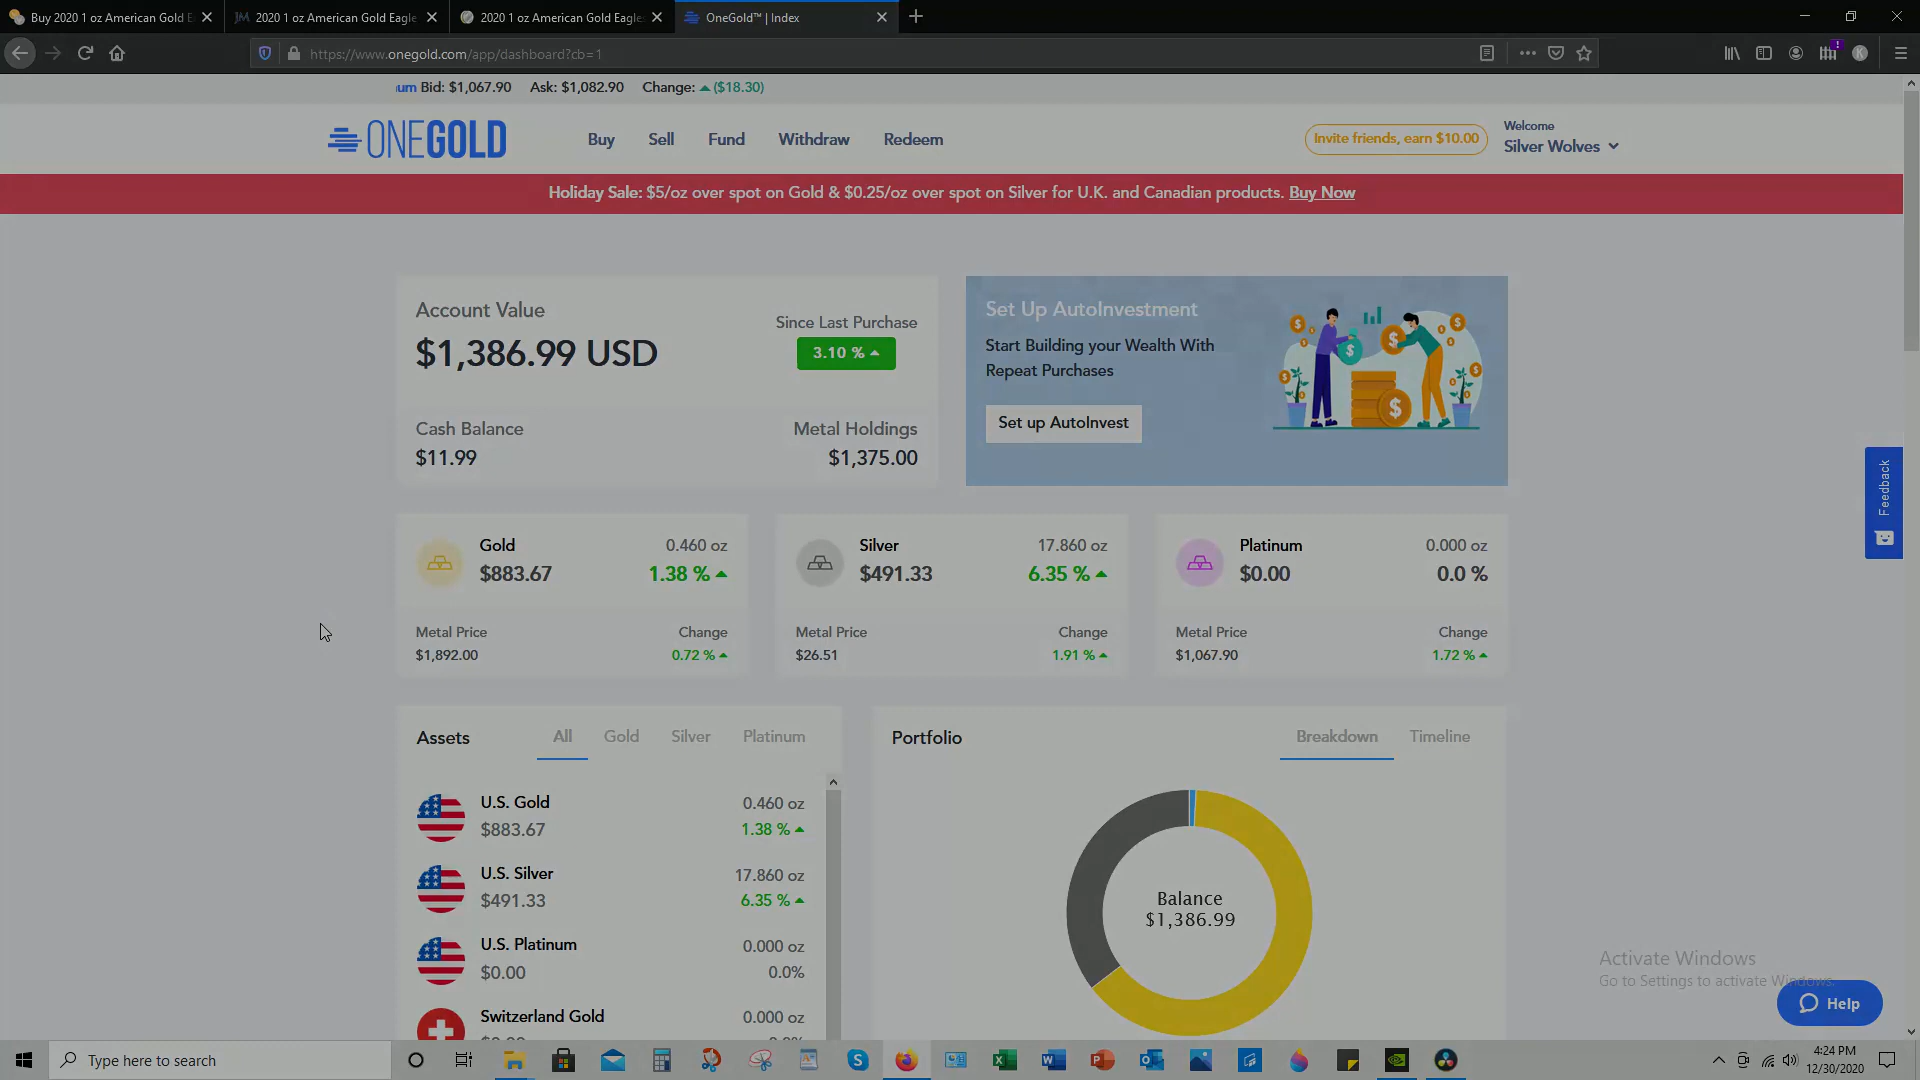 Buy 2020 1 oz American Gold E
2020 1 oz American Gold Eagle
2020 1 oz American Gold Eagle
OneGold™ | Index
https://www.onegold.com/app/dashboard?cb=1
um Bid: $1,067.90 Ask: $1,082.90 Change: ($18.30)
ONEGOLD
Buy Sell Fund Withdraw Redeem
Invite friends, earn $10.00
Welcome
Silver Wolves
Holiday Sale: $5/oz over spot on Gold & $0.25/oz over spot on Silver for U.K. and Canadian products. Buy Now
Account Value
$1,386.99 USD
Since Last Purchase
3.10 %
Cash Balance
$11.99
Metal Holdings
$1,375.00
Set Up AutoInvestment
Start Building your Wealth With
Repeat Purchases
Set up AutoInvest
Feedback
Gold 0.460 oz
$883.67 1.38 %
Metal Price Change
$1,892.00 0.72 %
Silver 17.860 oz
$491.33 6.35 %
Metal Price Change
$26.51 1.91 %
Platinum 0.000 oz
$0.00 0.0 %
Metal Price Change
$1,067.90 1.72 %
Assets All Gold Silver Platinum
U.S. Gold 0.460 oz
$883.67 1.38 %
U.S. Silver 17.860 oz
$491.33 6.35 %
U.S. Platinum 0.000 oz
$0.00 0.0%
Switzerland Gold 0.000 oz
Portfolio Breakdown Timeline
Balance
$1,386.99
Activate Windows
Go to Settings to activate Windows.
Help
Type here to search
4:24 PM
12/30/2020